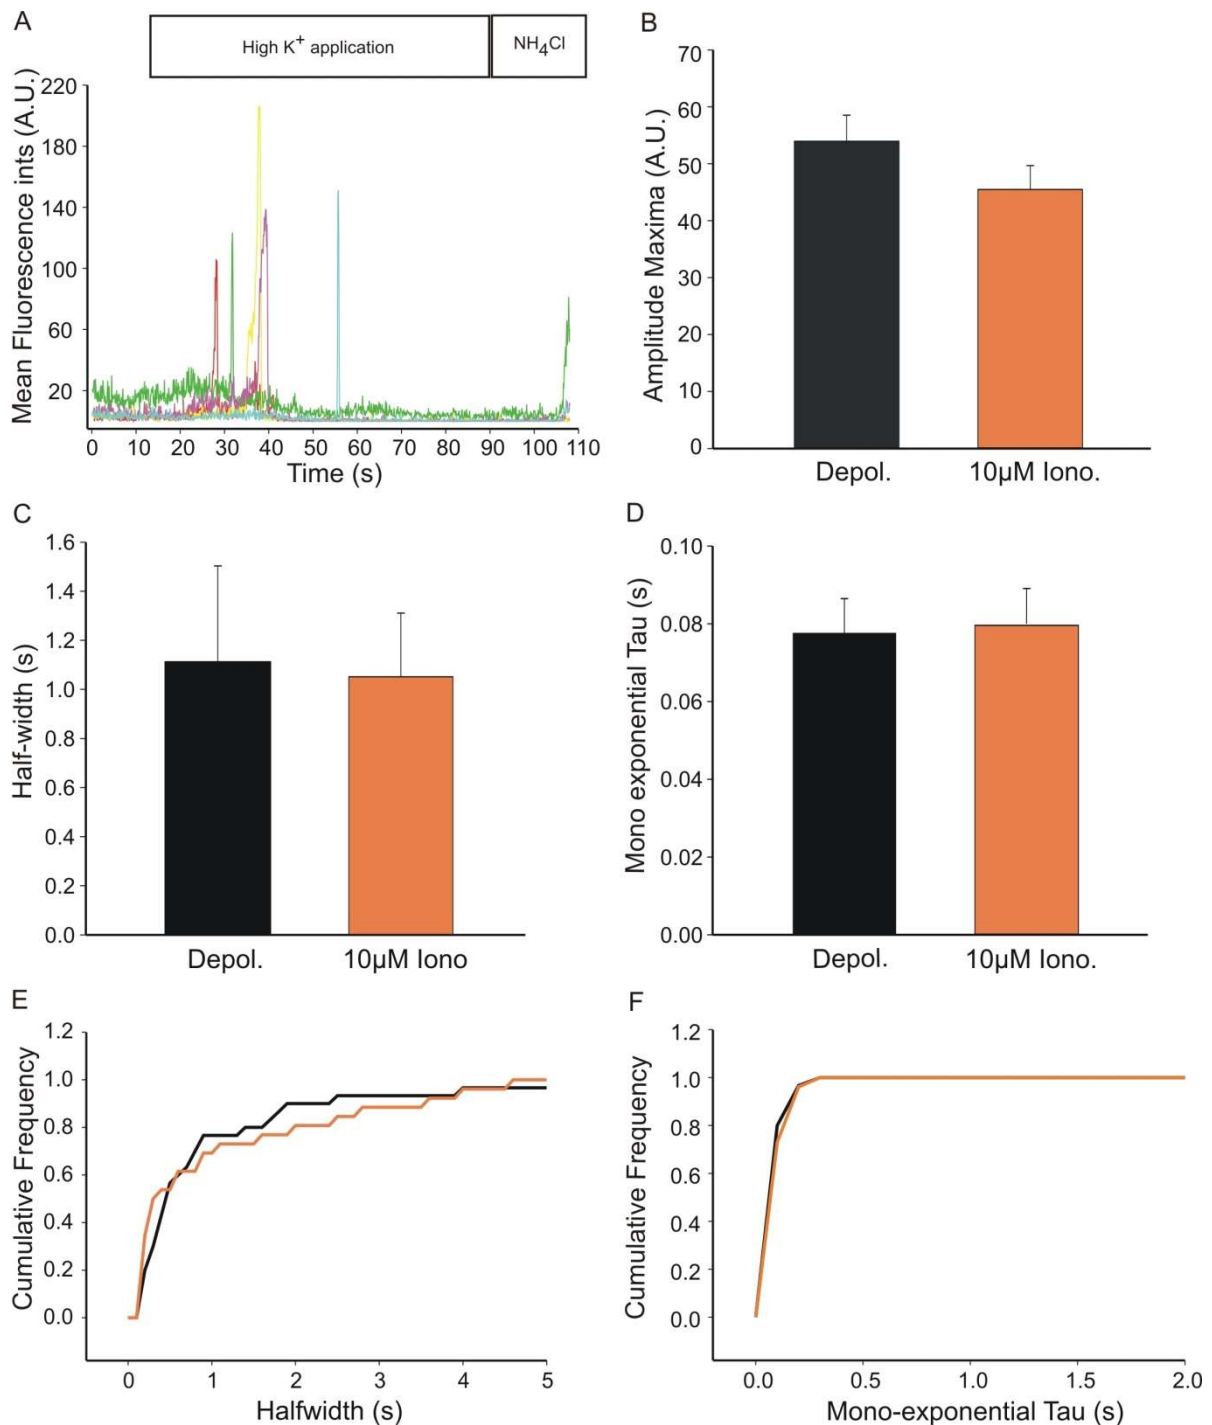 A
High K+ application
NH4Cl
Mean Fluorescence ints (A.U.)
220
180
140
100
60
20
0 10 20 30 40 50 60 70 80 90 100 110
Time (s)
B
Amplitude Maxima (A.U.)
70
60
50
40
30
20
10
0
Depol. 10µM Iono.
C
Half-width (s)
1.6
1.4
1.2
1.0
0.8
0.6
0.4
0.2
0.0
Depol. 10µM Iono
D
Mono exponential Tau (s)
0.10
0.08
0.06
0.04
0.02
0.00
Depol. 10µM Iono.
E
Cumulative Frequency
1.2
1.0
0.8
0.6
0.4
0.2
0.0
0 1 2 3 4 5
Halfwidth (s)
F
Cumulative Frequency
1.2
1.0
0.8
0.6
0.4
0.2
0.0
0.0 0.5 1.0 1.5 2.0
Mono-exponential Tau (s)